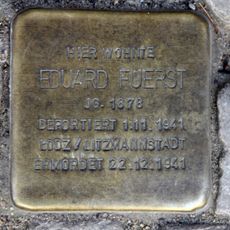 HIER WOHNTE
EDUARD FUERST
JG. 1878
DEPORTIERT 1.11.1941
LODZ / LITZMANNSTADT
ERMORDET 22.12.1941